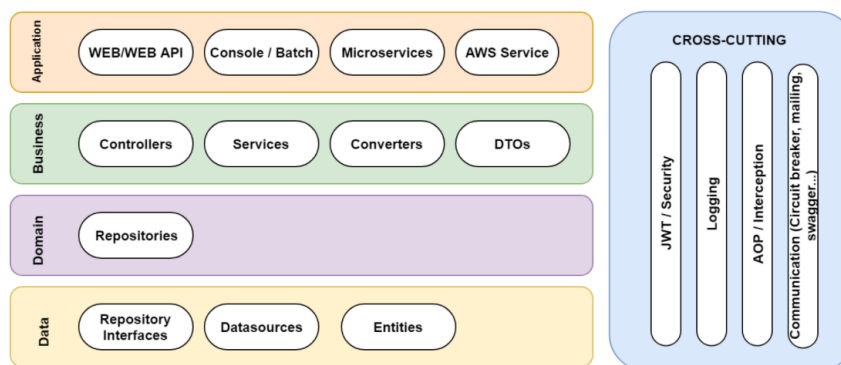 Application
WEB/WEB API
Console / Batch
Microservices
AWS Service
Business
Controllers
Services
Converters
DTOs
Domain
Repositories
Data
Repository
Interfaces
Datasources
Entities
CROSS-CUTTING
JWT / Security
Logging
AOP / Interception
Communication (Circuit breaker, mailing,
swagger...)